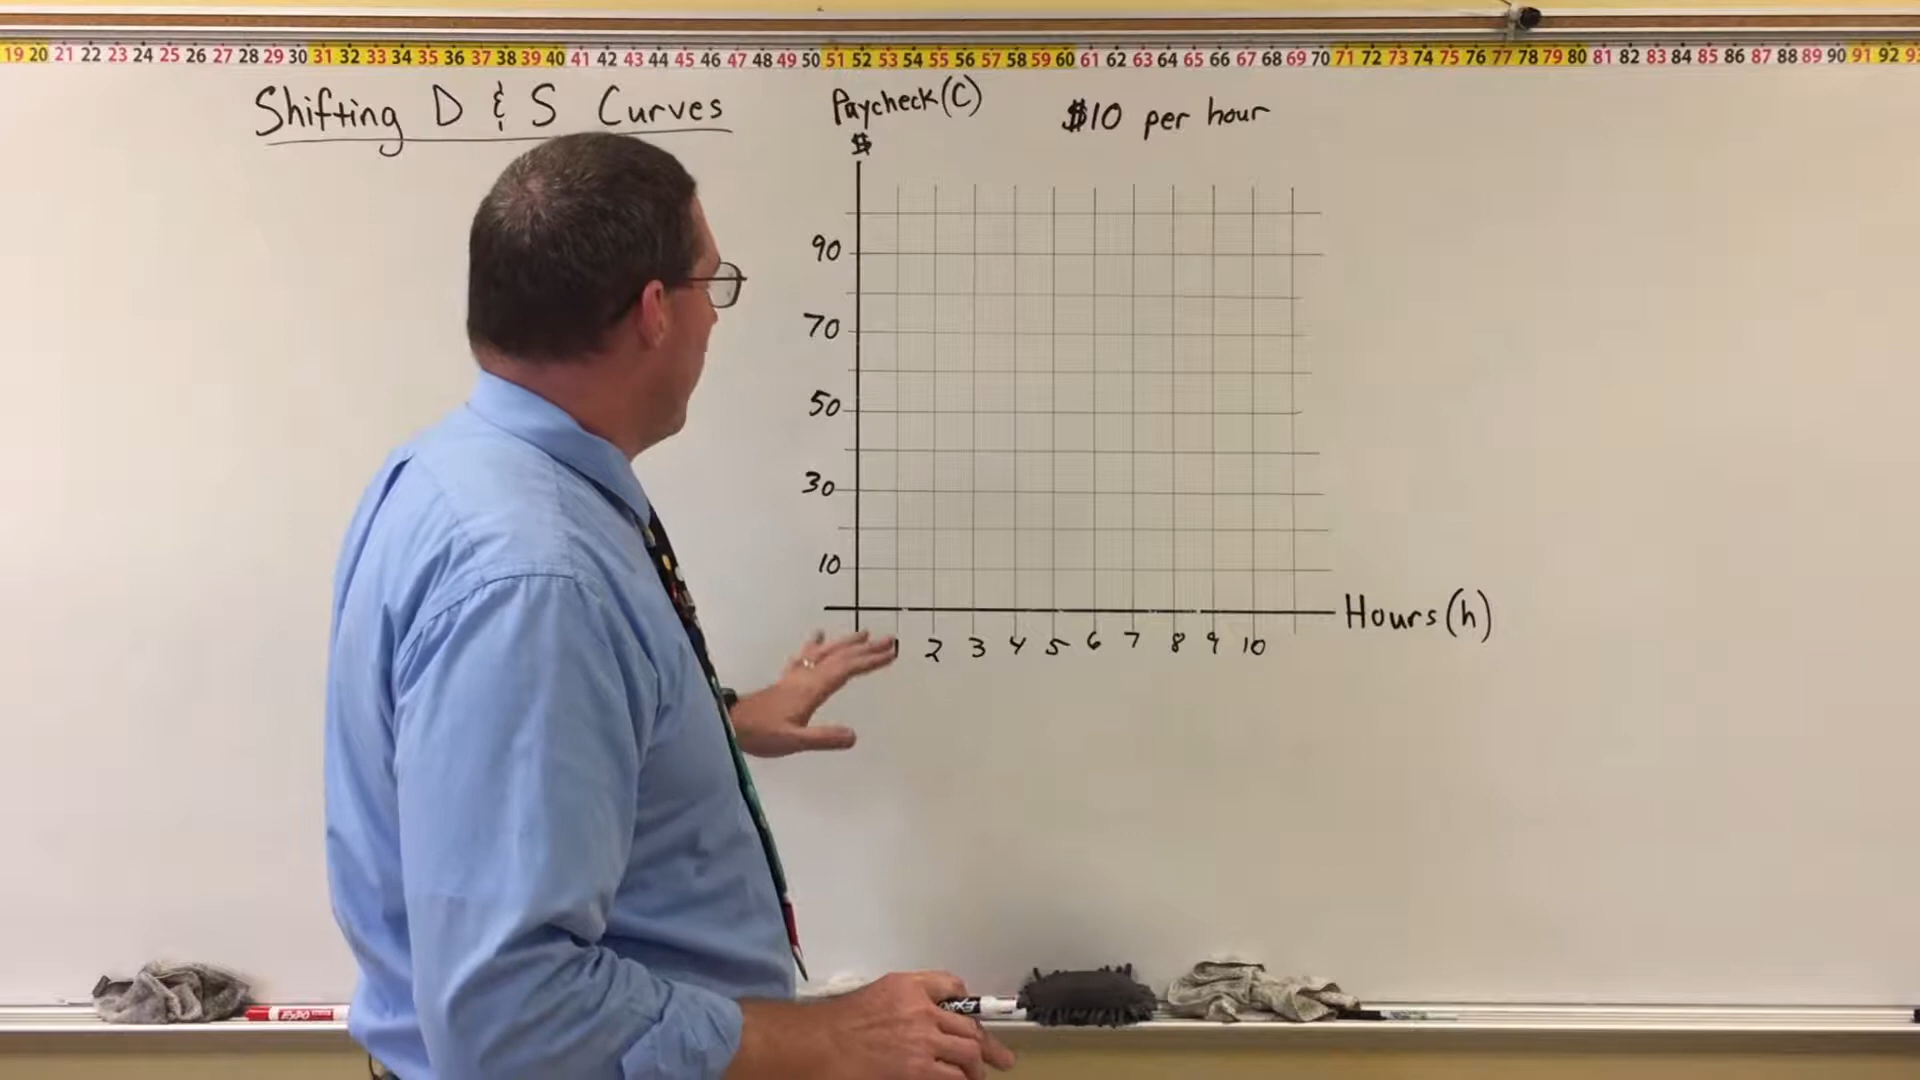 19 20 21 22 23 24 25 26 27 28 29 30 31 32 33 34 35 36 37 38 39 40 41 42 43 44 45 46 47 48 49 50 51 52 53 54 55 56 57 58 59 60 61 62 63 64 65 66 67 68 69 70 71 72 73 74 75 76 77 78 79 80 81 82 83 84 85 86 87 88 89 90 91 92
Shifting D & S Curves
Paycheck (C)
$
$10 per hour
90
70
50
30
10
Hours (h)
1 2 3 4 5 6 7 8 9 10
EXPO
EXPO